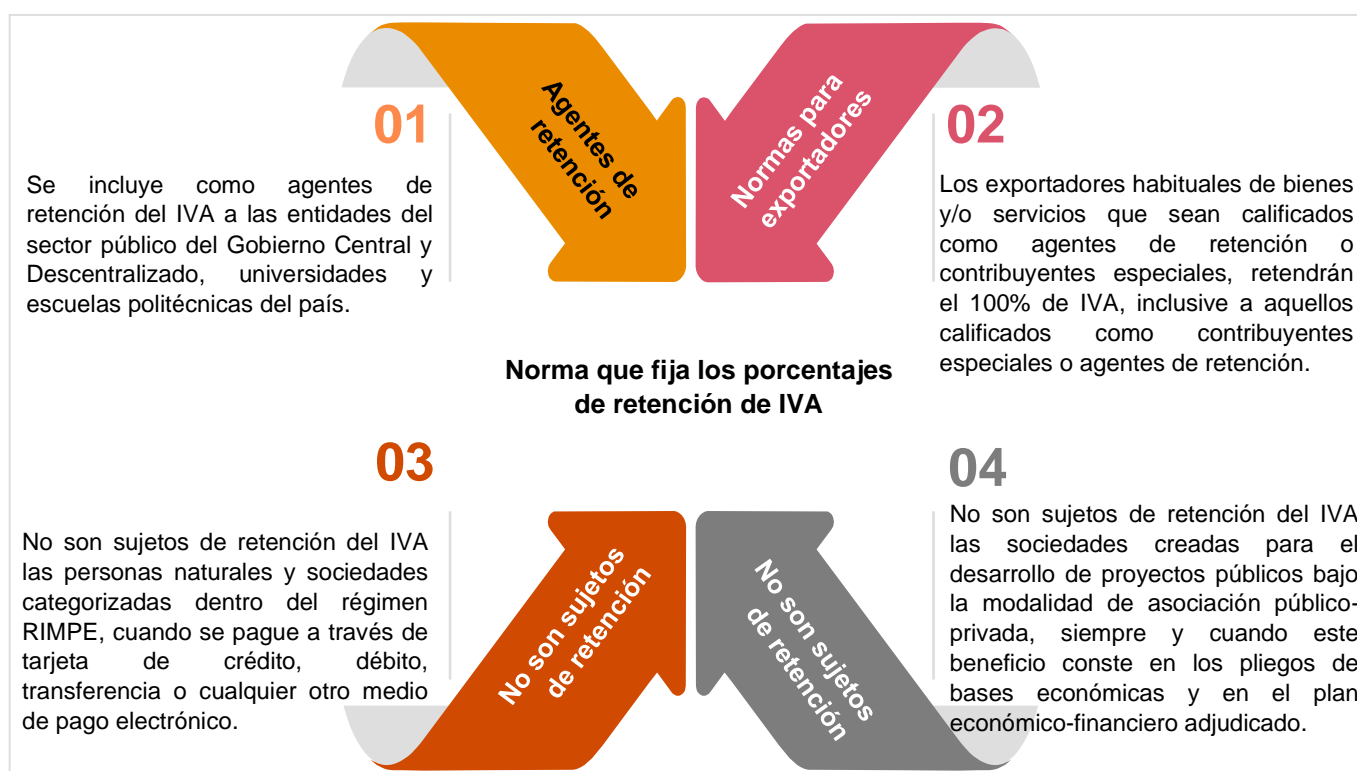 Agentes de
retención
Normas para
exportadores
01
Se incluye como agentes de
retención del IVA a las entidades del
sector público del Gobierno Central y
Descentralizado, universidades y
escuelas politécnicas del país.
02
Los exportadores habituales de bienes
y/o servicios que sean calificados
como agentes de retención o
contribuyentes especiales, retendrán
el 100% de IVA, inclusive a aquellos
calificados como contribuyentes
especiales o agentes de retención.
Norma que fija los porcentajes
de retención de IVA
03
No son sujetos de retención del IVA
las personas naturales y sociedades
categorizadas dentro del régimen
RIMPE, cuando se pague a través de
tarjeta de crédito, débito,
transferencia o cualquier otro medio
de pago electrónico.
No son sujetos
de retención
No son sujetos
de retención
04
No son sujetos de retención del IVA
las sociedades creadas para el
desarrollo de proyectos públicos bajo
la modalidad de asociación público-
privada, siempre y cuando este
beneficio conste en los pliegos de
bases económicas y en el plan
económico-financiero adjudicado.